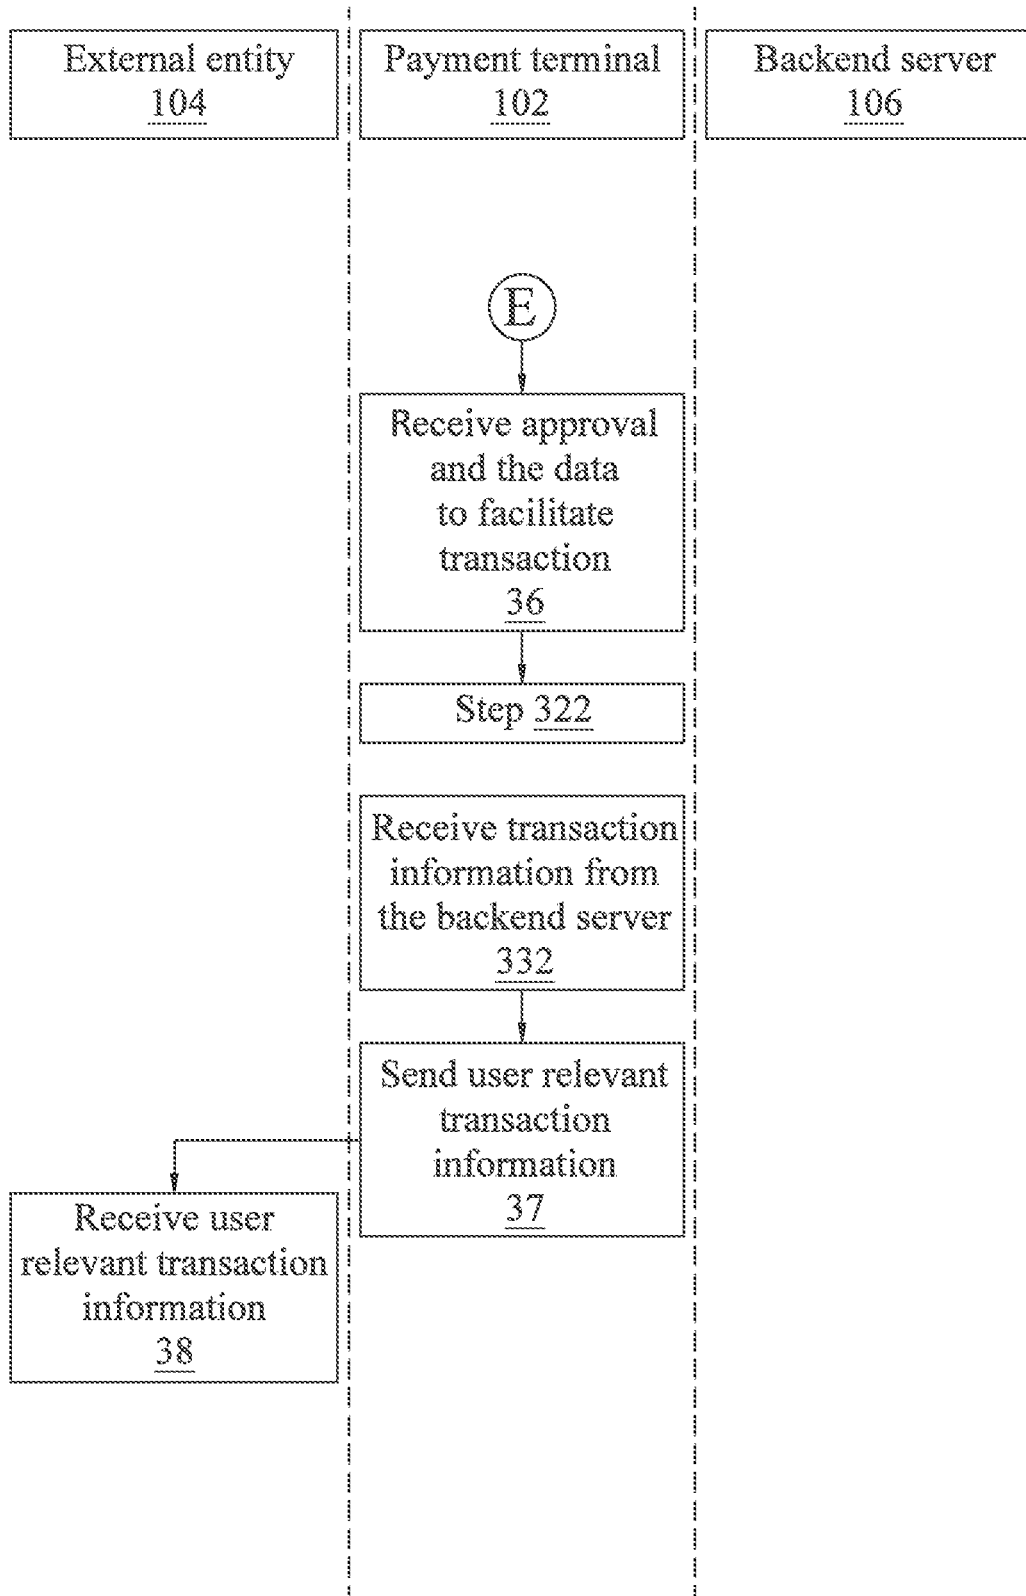 External entity
104
Payment terminal
102
Backend server
106
E
Receive approval
and the data
to facilitate
transaction
36
Step 322
Receive transaction
information from
the backend server
332
Send user relevant
transaction
information
37
Receive user
relevant transaction
information
38